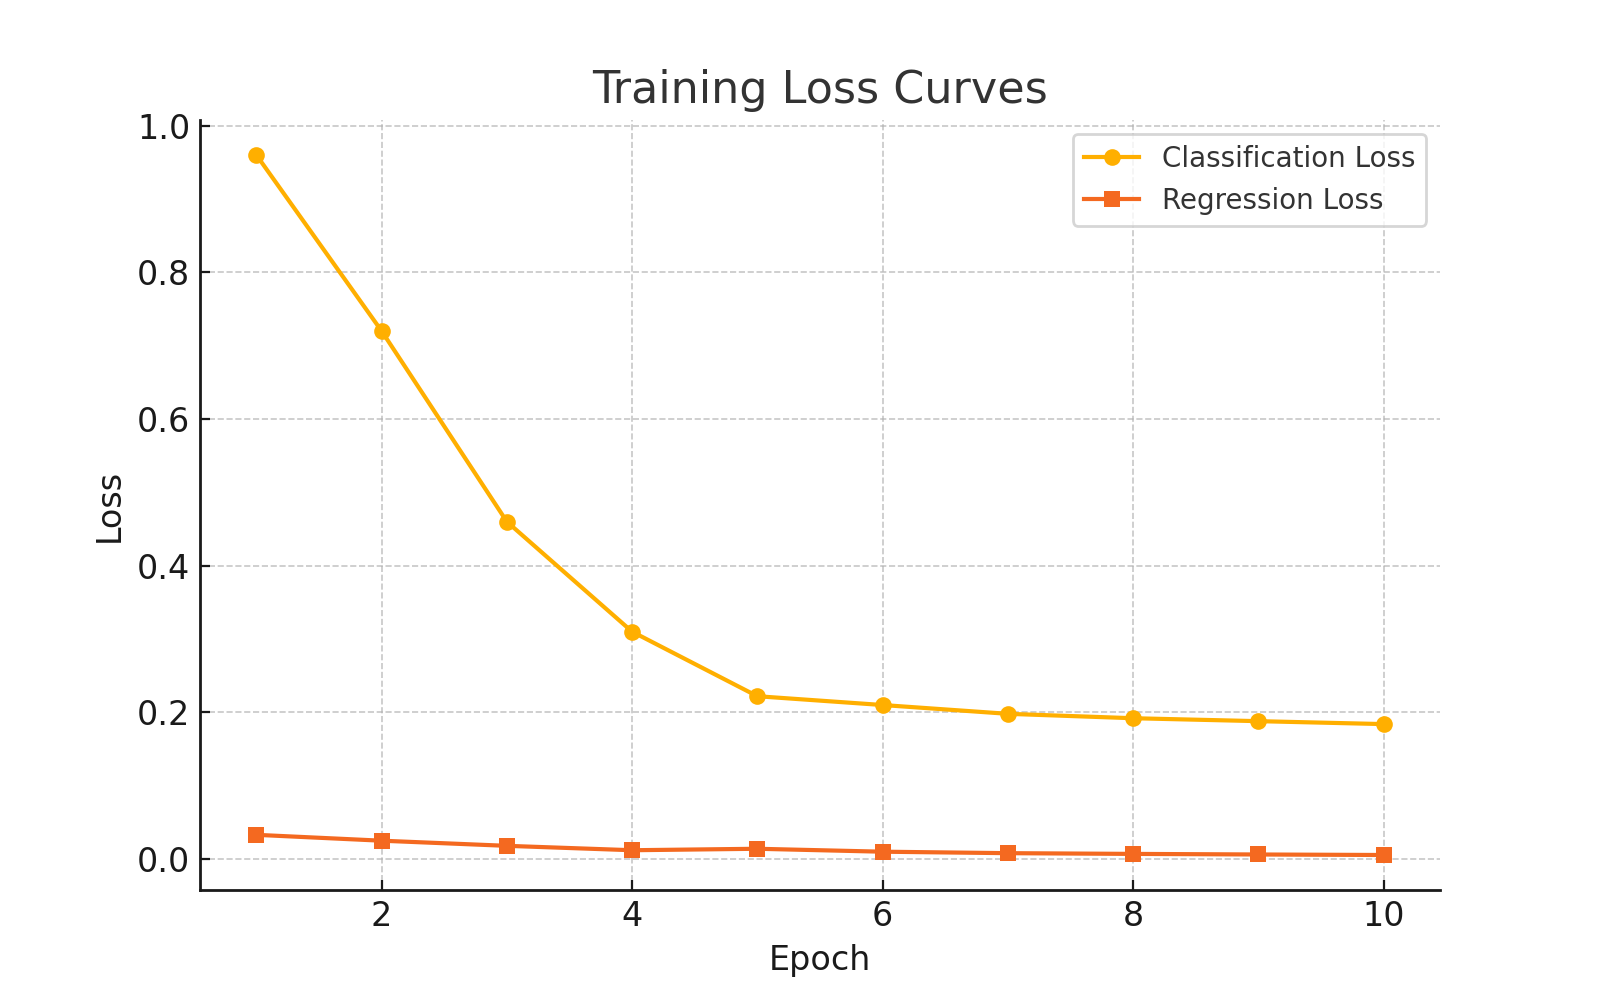 Training Loss Curves
1.0
0.8
0.6
0.4
0.2
0.0
Loss
Classification Loss
Regression Loss
2 4 6 8 10
Epoch